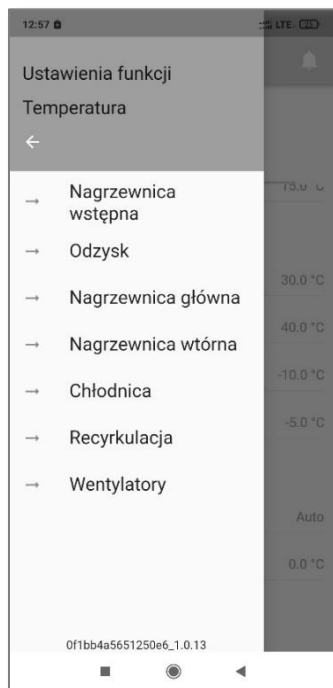 12:57 LTE
Ustawienia funkcji
Temperatura
Nagrzewnica
wstępna
Odzysk
30.0 °C
Nagrzewnica główna
40.0 °C
Nagrzewnica wtórna
-10.0 °C
Chłodnica
-5.0 °C
Recyrkulacja
Wentylatory
Auto
0.0 °C
0f1bb4a5651250e6_1.0.13